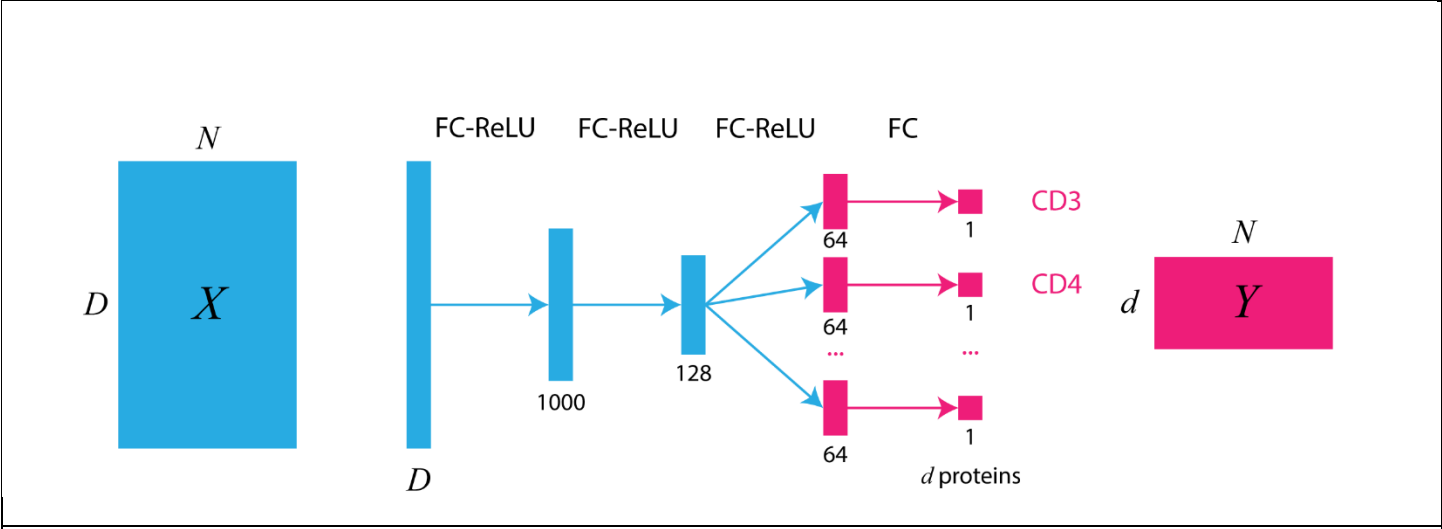 FC-ReLU FC-ReLU FC-ReLU FC
N
D
X
D
1000
128
64
64
...
64
1
1
...
1
d proteins
CD3
CD4
N
d
Y